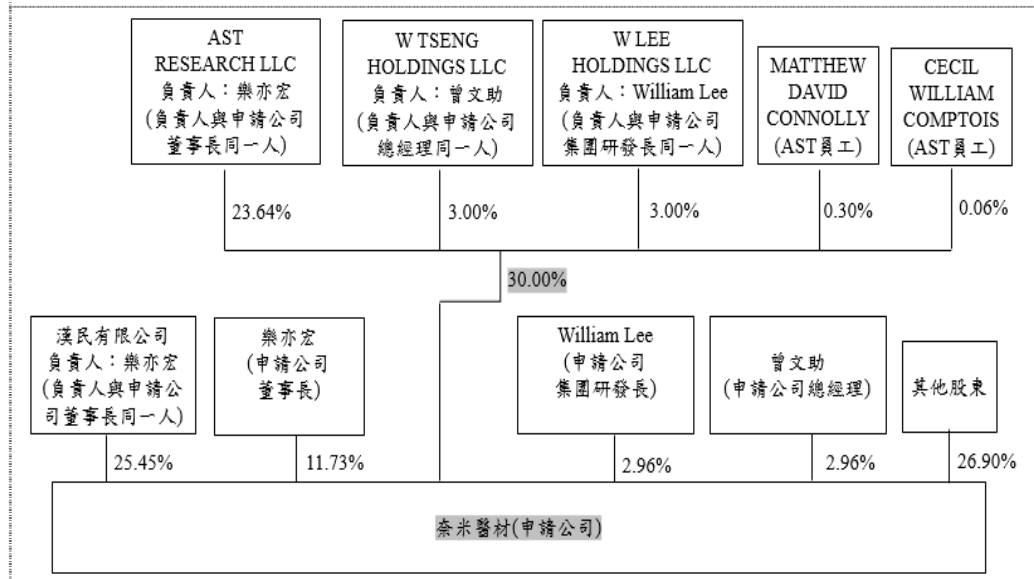 AST
RESEARCH LLC
負責人：樂亦宏
(負責人與申請公司
董事長同一人)
W TSENG
HOLDINGS LLC
負責人：曾文助
(負責人與申請公司
總經理同一人)
W LEE
HOLDINGS LLC
負責人：William Lee
(負責人與申請公司
集團研發長同一人)
MATTHEW
DAVID
CONNOLLY
(AST員工)
CECIL
WILLIAM
COMPTOIS
(AST員工)
23.64%
3.00%
3.00%
0.30%
0.06%
30.00%
漢民有限公司
負責人：樂亦宏
(負責人與申請公
司董事長同一人)
樂亦宏
(申請公司
董事長)
William Lee
(申請公司
集團研發長)
曾文助
(申請公司總經理)
其他股東
25.45%
11.73%
2.96%
2.96%
26.90%
奈米醫材(申請公司)